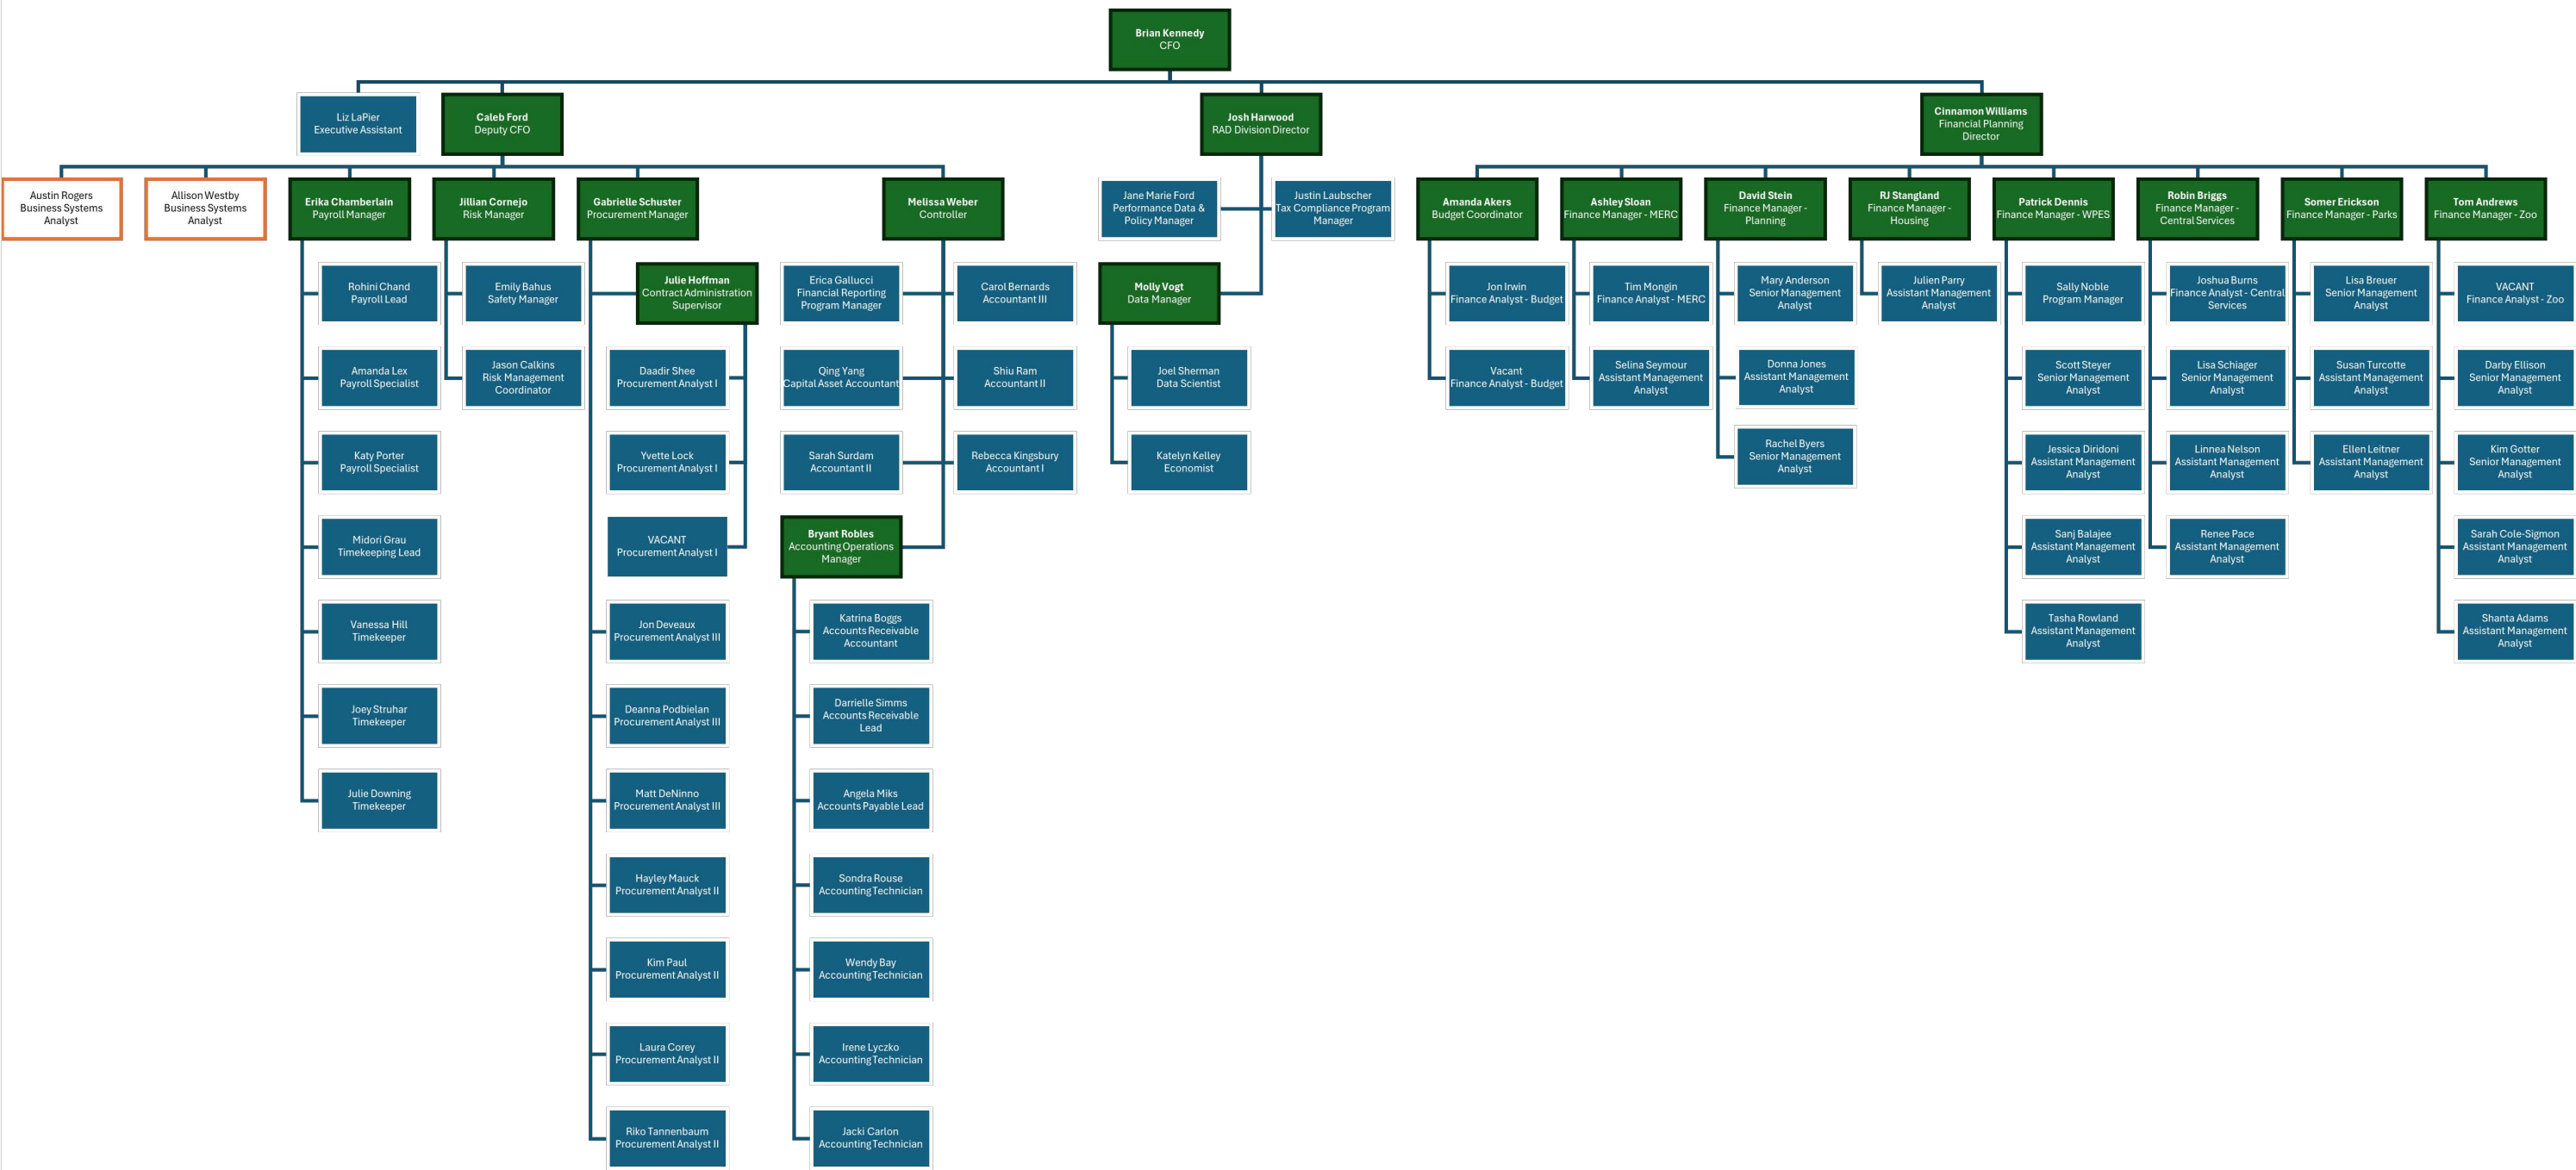 Brian Kennedy
CFO
Liz LaPier
Executive Assistant
Caleb Ford
Deputy CFO
Josh Harwood
RAD Division Director
Cinnamon Williams
Financial Planning
Director
Austin Rogers
Business Systems
Analyst
Allison Westby
Business Systems
Analyst
Erika Chamberlain
Payroll Manager
Jillian Cornejo
Risk Manager
Gabrielle Schuster
Procurement Manager
Melissa Weber
Controller
Jane Marie Ford
Performance Data &
Policy Manager
Justin Laubscher
Tax Compliance Program
Manager
Amanda Akers
Budget Coordinator
Ashley Sloan
Finance Manager - MERC
David Stein
Finance Manager -
Planning
RJ Stangland
Finance Manager -
Housing
Patrick Dennis
Finance Manager - WPES
Robin Briggs
Finance Manager -
Central Services
Somer Erickson
Finance Manager - Parks
Tom Andrews
Finance Manager - Zoo
Rohini Chand
Payroll Lead
Emily Bahus
Safety Manager
Julie Hoffman
Contract Administration
Supervisor
Erica Gallucci
Financial Reporting
Program Manager
Carol Bernards
Accountant III
Molly Vogt
Data Manager
Jon Irwin
Finance Analyst - Budget
Tim Mongin
Finance Analyst - MERC
Mary Anderson
Senior Management
Analyst
Julien Parry
Assistant Management
Analyst
Sally Noble
Program Manager
Joshua Burns
Finance Analyst - Central
Services
Lisa Breuer
Senior Management
Analyst
VACANT
Finance Analyst - Zoo
Amanda Lex
Payroll Specialist
Jason Calkins
Risk Management
Coordinator
Daadir Shee
Procurement Analyst I
Qing Yang
Capital Asset Accountant
Shiu Ram
Accountant II
Joel Sherman
Data Scientist
Vacant
Finance Analyst - Budget
Selina Seymour
Assistant Management
Analyst
Donna Jones
Assistant Management
Analyst
Scott Steyer
Senior Management
Analyst
Lisa Schiager
Senior Management
Analyst
Susan Turcotte
Assistant Management
Analyst
Darby Ellison
Senior Management
Analyst
Katy Porter
Payroll Specialist
Yvette Lock
Procurement Analyst I
Sarah Surdam
Accountant II
Rebecca Kingsbury
Accountant I
Katelyn Kelley
Economist
Rachel Byers
Senior Management
Analyst
Jessica Diridoni
Assistant Management
Analyst
Linnea Nelson
Assistant Management
Analyst
Ellen Leitner
Assistant Management
Analyst
Kim Gotter
Senior Management
Analyst
Midori Grau
Timekeeping Lead
VACANT
Procurement Analyst I
Bryant Robles
Accounting Operations
Manager
Sanj Balajee
Assistant Management
Analyst
Renee Pace
Assistant Management
Analyst
Sarah Cole-Sigmon
Assistant Management
Analyst
Vanessa Hill
Timekeeper
Jon Deveaux
Procurement Analyst III
Katrina Boggs
Accounts Receivable
Accountant
Tasha Rowland
Assistant Management
Analyst
Shanta Adams
Assistant Management
Analyst
Joey Struhar
Timekeeper
Deanna Podbielan
Procurement Analyst III
Darrielle Simms
Accounts Receivable
Lead
Julie Downing
Timekeeper
Matt DeNinno
Procurement Analyst III
Angela Miks
Accounts Payable Lead
Hayley Mauck
Procurement Analyst II
Sondra Rouse
Accounting Technician
Kim Paul
Procurement Analyst II
Wendy Bay
Accounting Technician
Laura Corey
Procurement Analyst II
Irene Lyczko
Accounting Technician
Riko Tannenbaum
Procurement Analyst II
Jacki Carlon
Accounting Technician